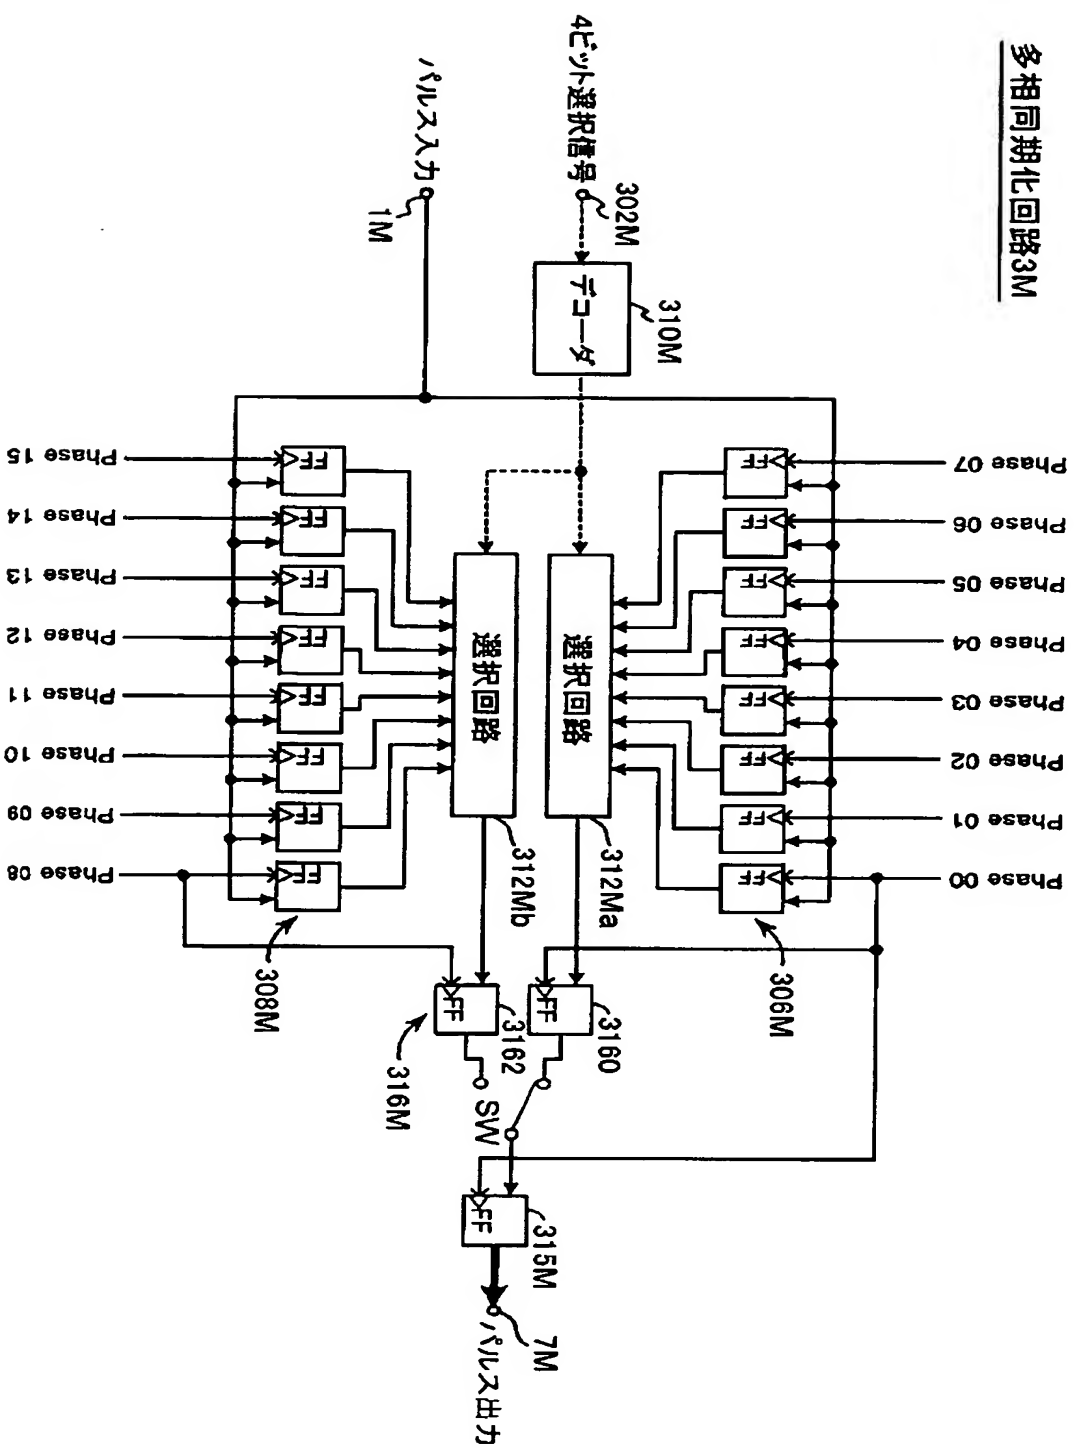 多相同期化回路3M
4ビット選択信号
302M
デコーダ
310M
パルス入力
1M
Phase 07
Phase 06
Phase 05
Phase 04
Phase 03
Phase 02
Phase 01
Phase 00
FF
FF
FF
FF
FF
FF
FF
FF
306M
選択回路
312Ma
選択回路
312Mb
FF
FF
FF
FF
FF
FF
FF
FF
308M
Phase 15
Phase 14
Phase 13
Phase 12
Phase 11
Phase 10
Phase 09
Phase 08
FF
3160
FF
3162
316M
SW
FF
315M
7M
パルス出力